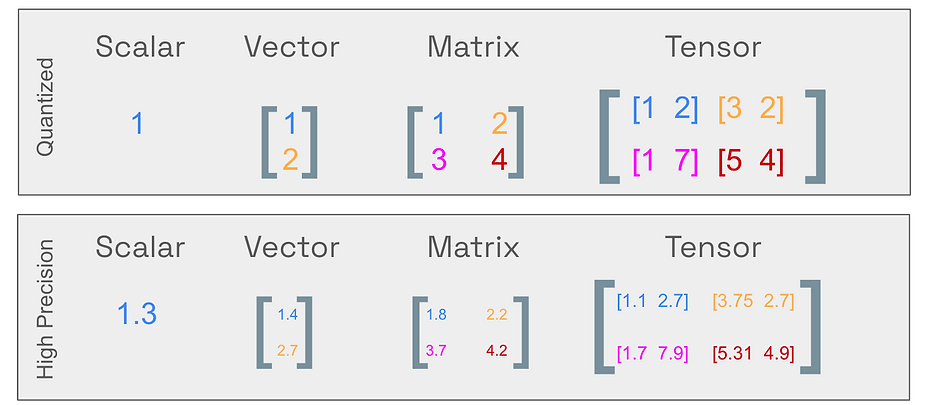 Quantized
Scalar Vector Matrix Tensor
1
[1
2]
[1 2
3 4]
[[1 2] [3 2]
[1 7] [5 4]]
High Precision
Scalar Vector Matrix Tensor
1.3
[1.4
2.7]
[1.8 2.2
3.7 4.2]
[[1.1 2.7] [3.75 2.7]
[1.7 7.9] [5.31 4.9]]